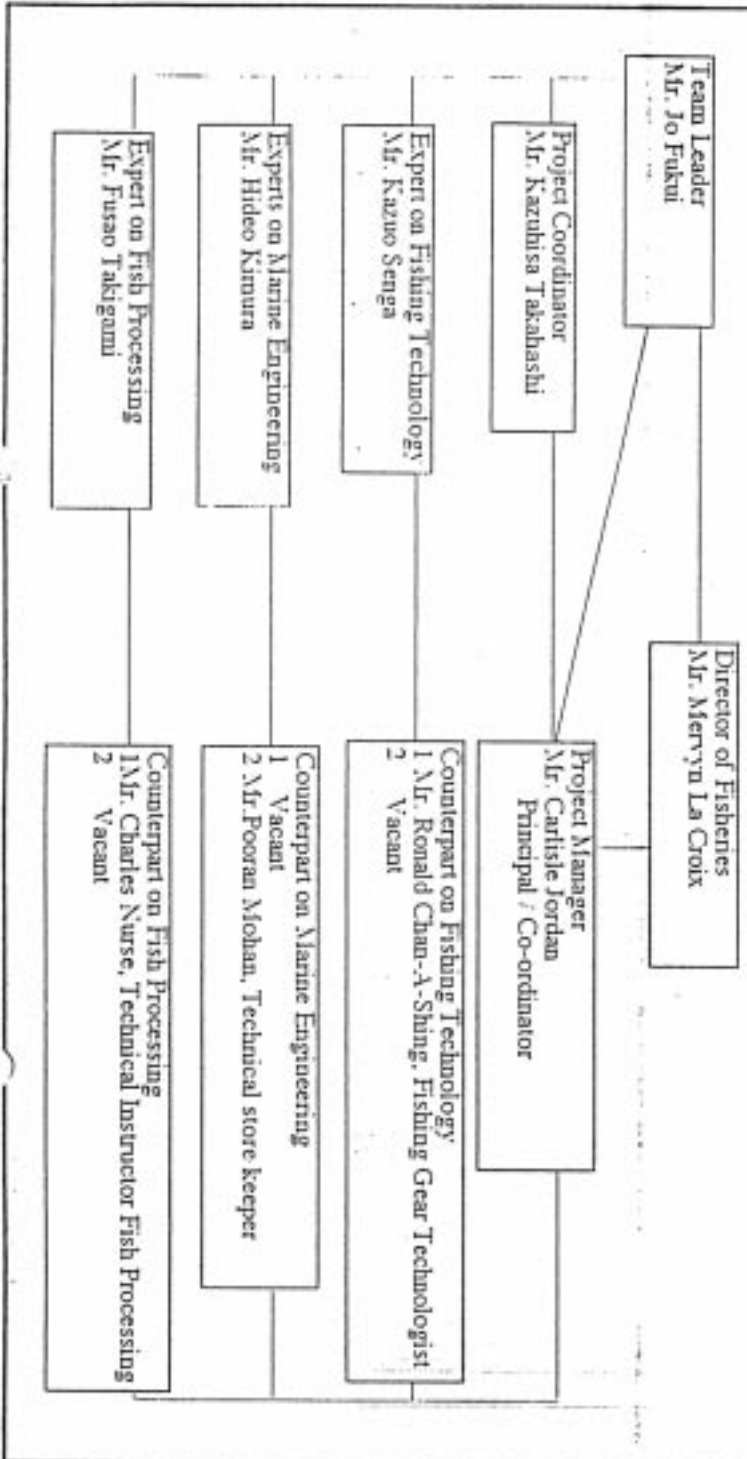 Team Leader
Mr. Jo Fukui
Director of Fisheries
Mr. Mervyn La Croix
Project Coordinator
Mr. Kazuhisa Takahashi
Project Manager
Mr. Carlisle Jordan
Principal / Co-ordinator
Expert on Fishing Technology
Mr. Kazuo Senga
Counterpart on Fishing Technology
1 Mr. Ronald Chan-A-Shing, Fishing Gear Technologist
2 Vacant
Experts on Marine Engineering
Mr. Hideo Kimura
Counterpart on Marine Engineering
1 Vacant
2 Mr.Pooran Mohan, Technical store keeper
Expert on Fish Processing
Mr. Fusao Takigami
Counterpart on Fish Processing
1Mr. Charles Nurse, Technical Instructor Fish Processing
2 Vacant